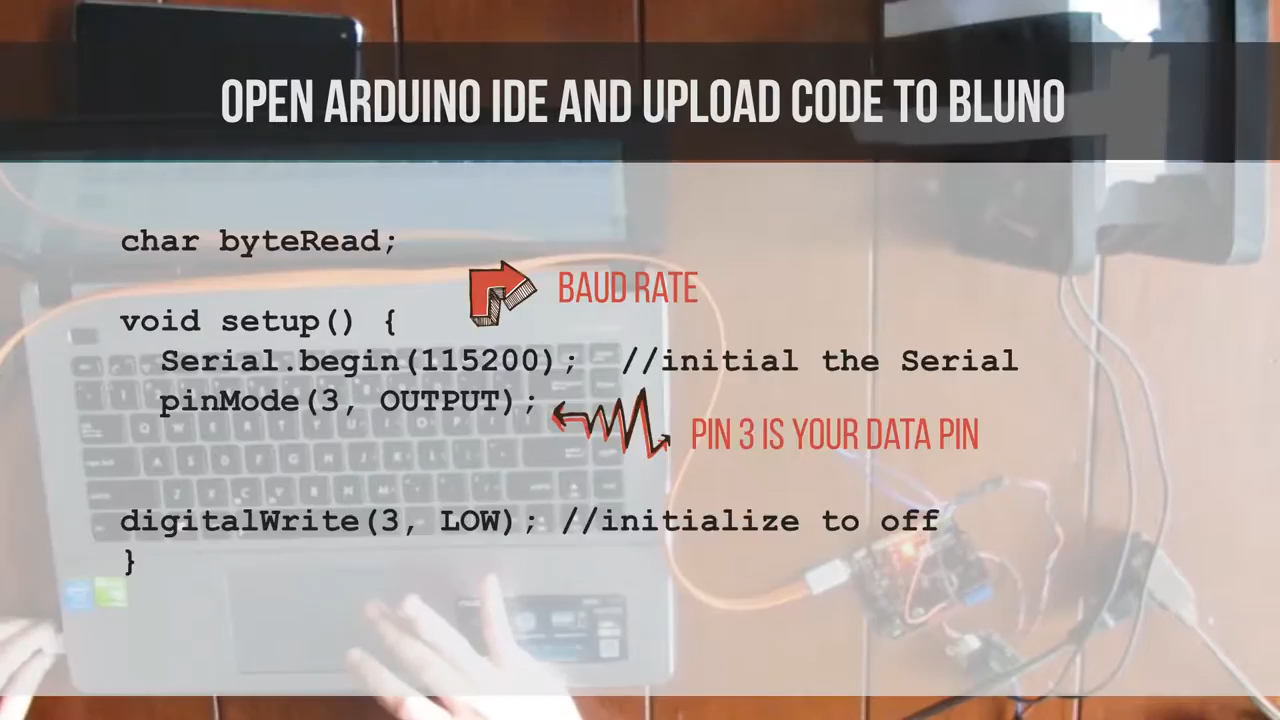 OPEN ARDUINO IDE AND UPLOAD CODE TO BLUNO
char byteRead;
BAUD RATE
void setup() {
Serial.begin(115200);  //initial the Serial
pinMode(3, OUTPUT);
PIN 3 IS YOUR DATA PIN
digitalWrite(3, LOW); //initialize to off
}